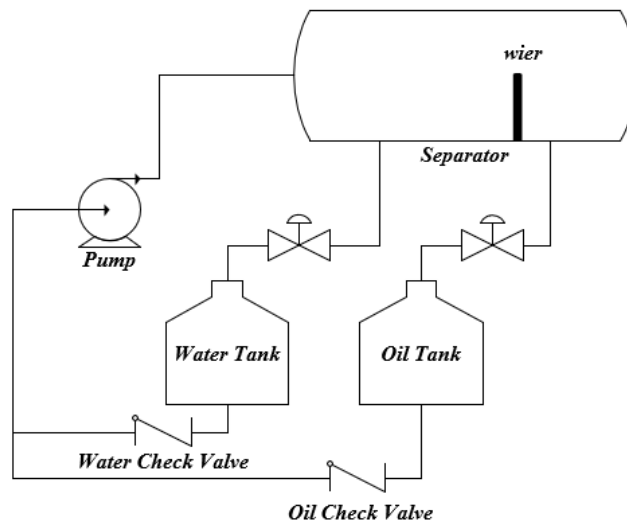 wier
Separator
Pump
Water Tank
Oil Tank
Water Check Valve
Oil Check Valve